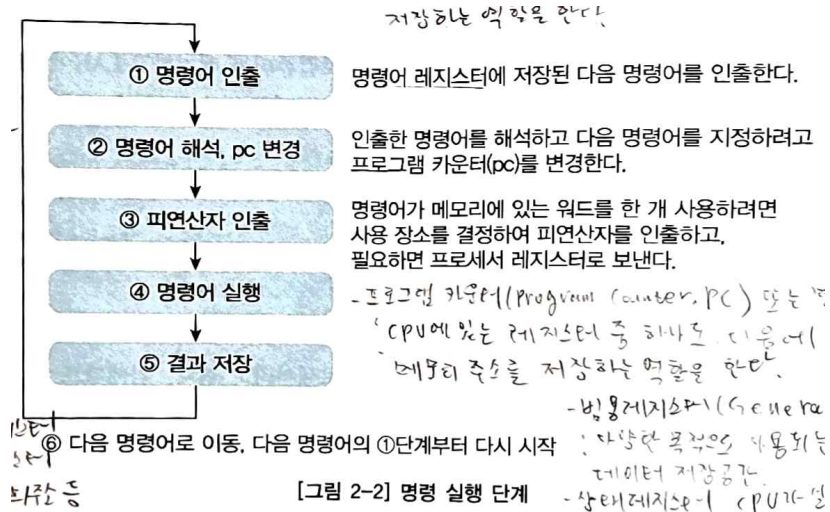 저장하는 역할을 한다.
① 명령어 인출
명령어 레지스터에 저장된 다음 명령어를 인출한다.
② 명령어 해석, pc 변경
인출한 명령어를 해석하고 다음 명령어를 지정하려고
프로그램 카운터(pc)를 변경한다.
③ 피연산자 인출
명령어가 메모리에 있는 워드를 한 개 사용하려면
사용 장소를 결정하여 피연산자를 인출하고,
필요하면 프로세서 레지스터로 보낸다.
④ 명령어 실행
⑤ 결과 저장
- 프로그램 카운터(program counter, PC) 또는
CPU에 있는 레지스터 중 하나로 다음에
메모리 주소를 저장하는 역할을 한다.
- 범용레지스터(Genera
: 다양한 목적으로 사용되는
데이터 저장공간
- 상태레지스터 CPU가
⑥ 다음 명령어로 이동, 다음 명령어의 ①단계부터 다시 시작
등
[그림 2-2] 명령 실행 단계